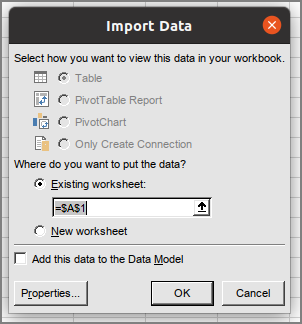 Import Data
Select how you want to view this data in your workbook.
Table
PivotTable Report
PivotChart
Only Create Connection
Where do you want to put the data?
Existing worksheet:
=$A$1
New worksheet
Add this data to the Data Model
Properties...
OK
Cancel